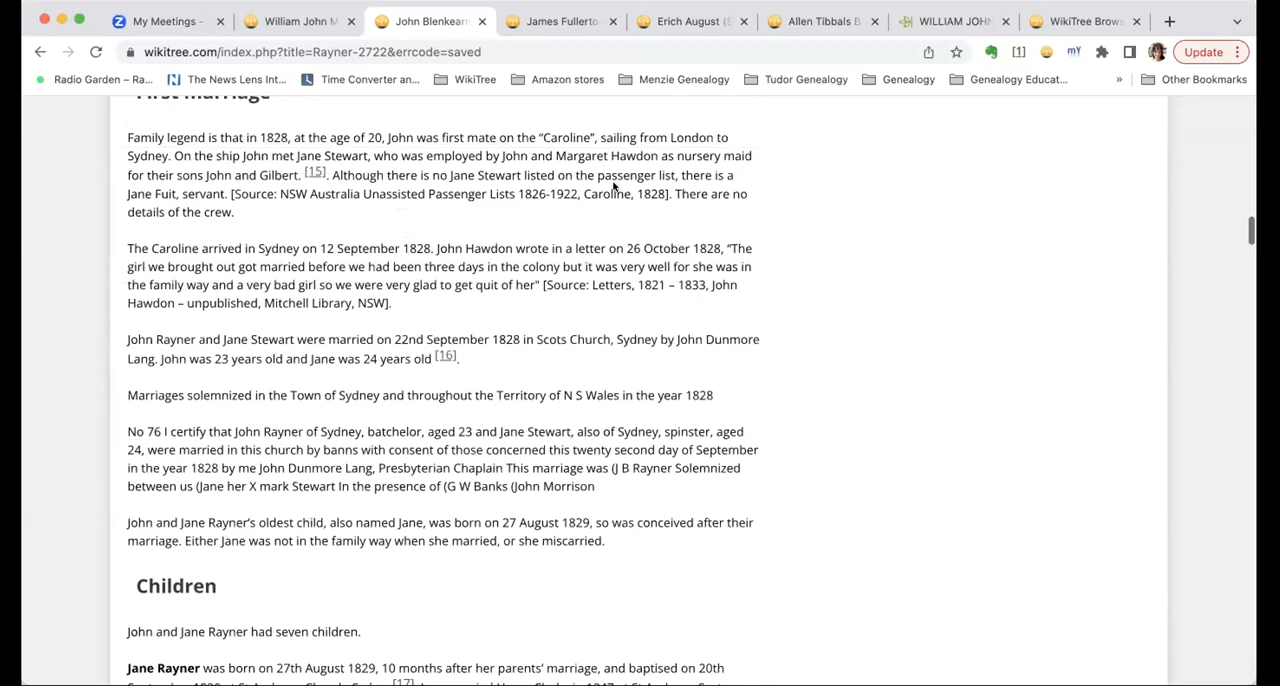 My Meetings -
William John M
John Blenkearn
James Fullerto
Erich August (S
Allen Tibbals B
WILLIAM JOHN
WikiTree Brows
wikitree.com/index.php?title=Rayner-2722&errcode=saved
Update
Radio Garden – Ra...
The News Lens Int...
Time Converter an...
WikiTree
Amazon stores
Menzie Genealogy
Tudor Genealogy
Genealogy
Genealogy Educat...
»
Other Bookmarks
First Marriage
Family legend is that in 1828, at the age of 20, John was first mate on the “Caroline”, sailing from London to
Sydney. On the ship John met Jane Stewart, who was employed by John and Margaret Hawdon as nursery maid
for their sons John and Gilbert. [15]. Although there is no Jane Stewart listed on the passenger list, there is a
Jane Fuit, servant. [Source: NSW Australia Unassisted Passenger Lists 1826-1922, Caroline, 1828]. There are no
details of the crew.
The Caroline arrived in Sydney on 12 September 1828. John Hawdon wrote in a letter on 26 October 1828, “The
girl we brought out got married before we had been three days in the colony but it was very well for she was in
the family way and a very bad girl so we were very glad to get quit of her" [Source: Letters, 1821 – 1833, John
Hawdon – unpublished, Mitchell Library, NSW].
John Rayner and Jane Stewart were married on 22nd September 1828 in Scots Church, Sydney by John Dunmore
Lang. John was 23 years old and Jane was 24 years old [16].
Marriages solemnized in the Town of Sydney and throughout the Territory of N S Wales in the year 1828
No 76 I certify that John Rayner of Sydney, batchelor, aged 23 and Jane Stewart, also of Sydney, spinster, aged
24, were married in this church by banns with consent of those concerned this twenty second day of September
in the year 1828 by me John Dunmore Lang, Presbyterian Chaplain This marriage was (J B Rayner Solemnized
between us (Jane her X mark Stewart In the presence of (G W Banks (John Morrison
John and Jane Rayner’s oldest child, also named Jane, was born on 27 August 1829, so was conceived after their
marriage. Either Jane was not in the family way when she married, or she miscarried.
Children
John and Jane Rayner had seven children.
Jane Rayner was born on 27th August 1829, 10 months after her parents’ marriage, and baptised on 20th